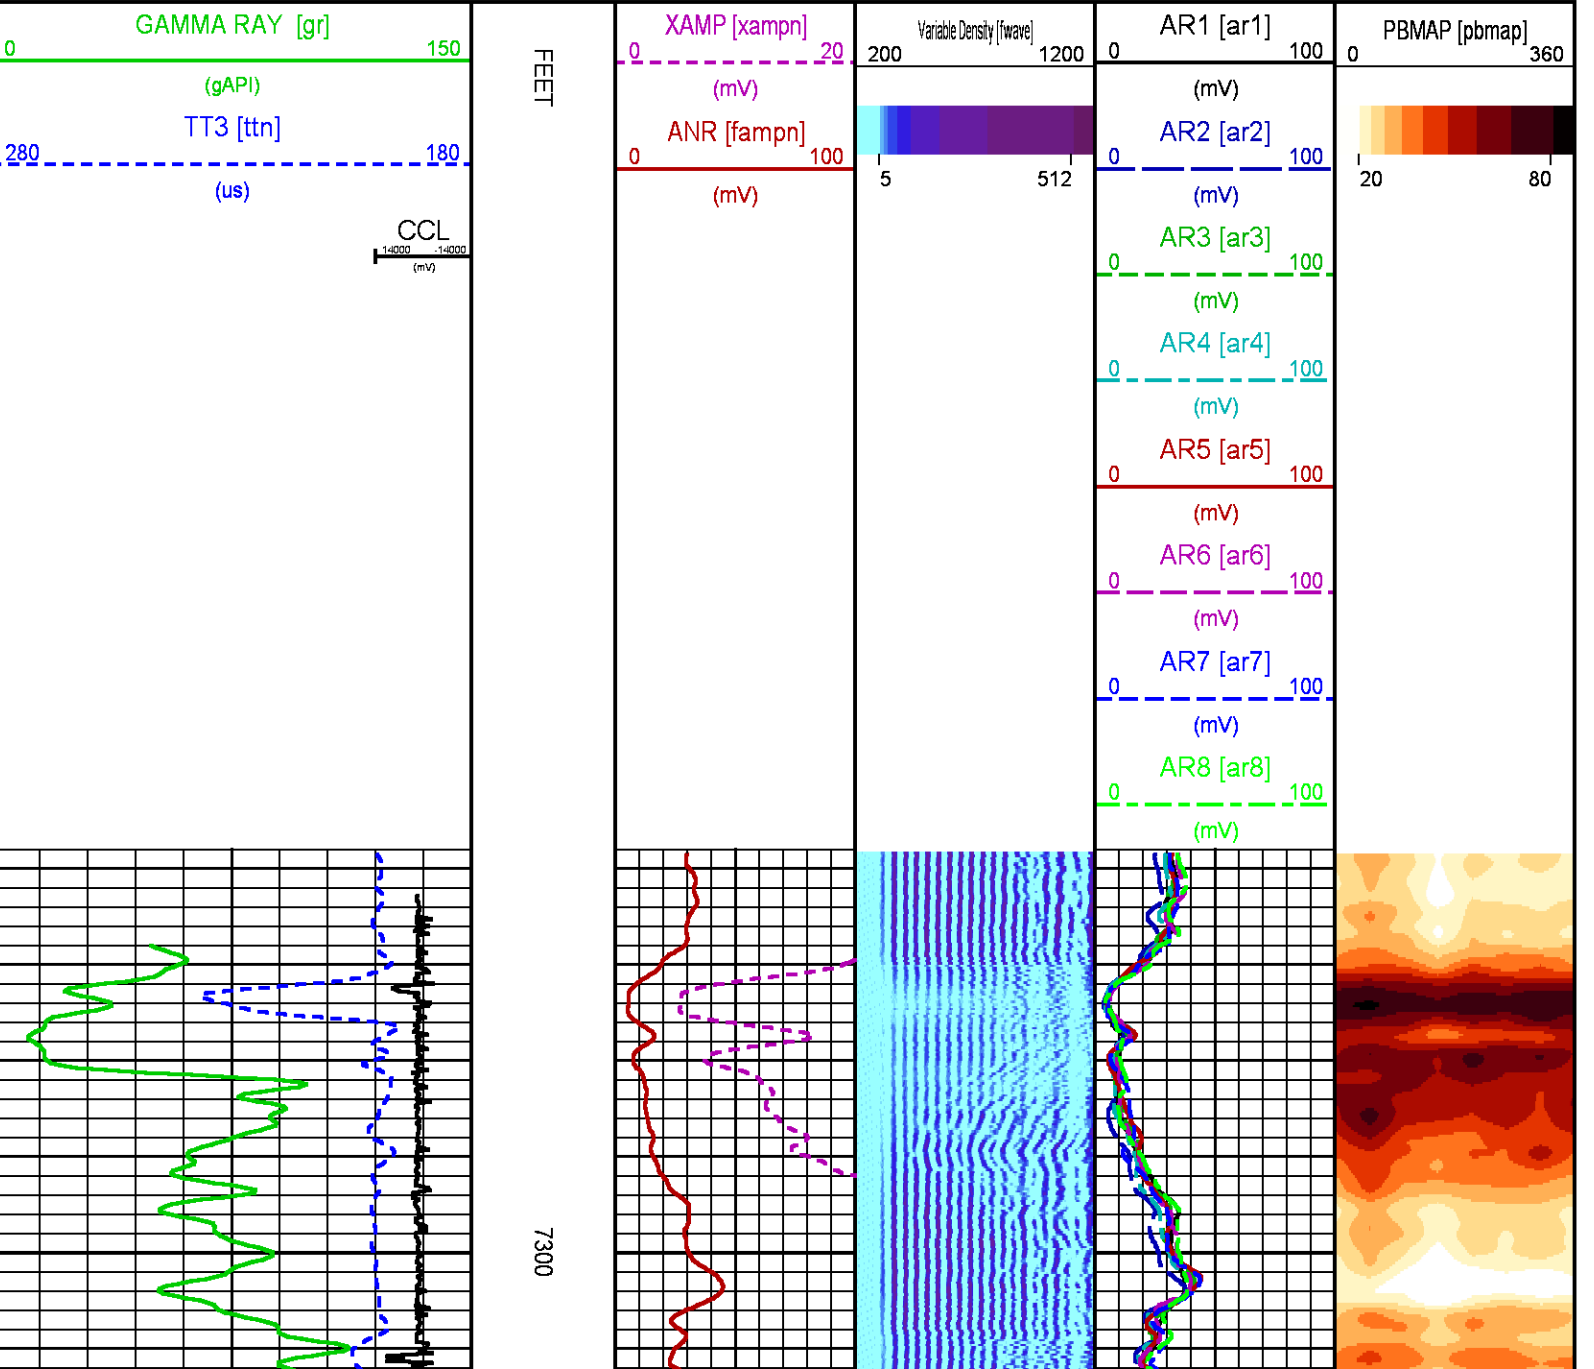 GAMMA RAY [gr]
0 150
(gAPI)
TT3 [ttn]
280 180
(us)
CCL
14000 -14000
(mV)
FEET
7300
XAMP [xampn]
0 20
(mV)
ANR [fampn]
0 100
(mV)
Variable Density [fwave]
200 1200
5 512
AR1 [ar1]
0 100
(mV)
AR2 [ar2]
0 100
(mV)
AR3 [ar3]
0 100
(mV)
AR4 [ar4]
0 100
(mV)
AR5 [ar5]
0 100
(mV)
AR6 [ar6]
0 100
(mV)
AR7 [ar7]
0 100
(mV)
AR8 [ar8]
0 100
(mV)
PBMAP [pbmap]
0 360
20 80